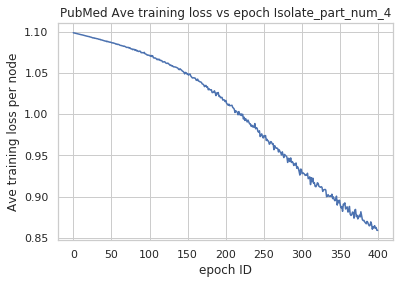 PubMed Ave training loss vs epoch Isolate_part_num_4
Ave training loss per node
1.10
1.05
1.00
0.95
0.90
0.85
0 50 100 150 200 250 300 350 400
epoch ID